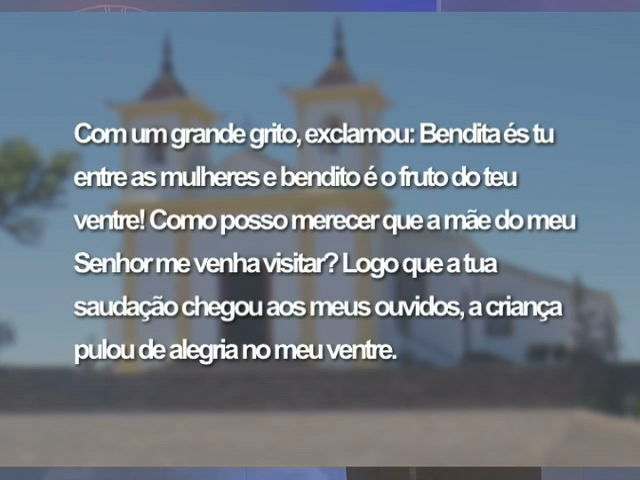 Com um grande grito, exclamou: Bendita és tu
entre as mulheres e bendito é o fruto do teu
ventre! Como posso merecer que a mãe do meu
Senhor me venha visitar? Logo que a tua
saudação chegou aos meus ouvidos, a criança
pulou de alegria no meu ventre.